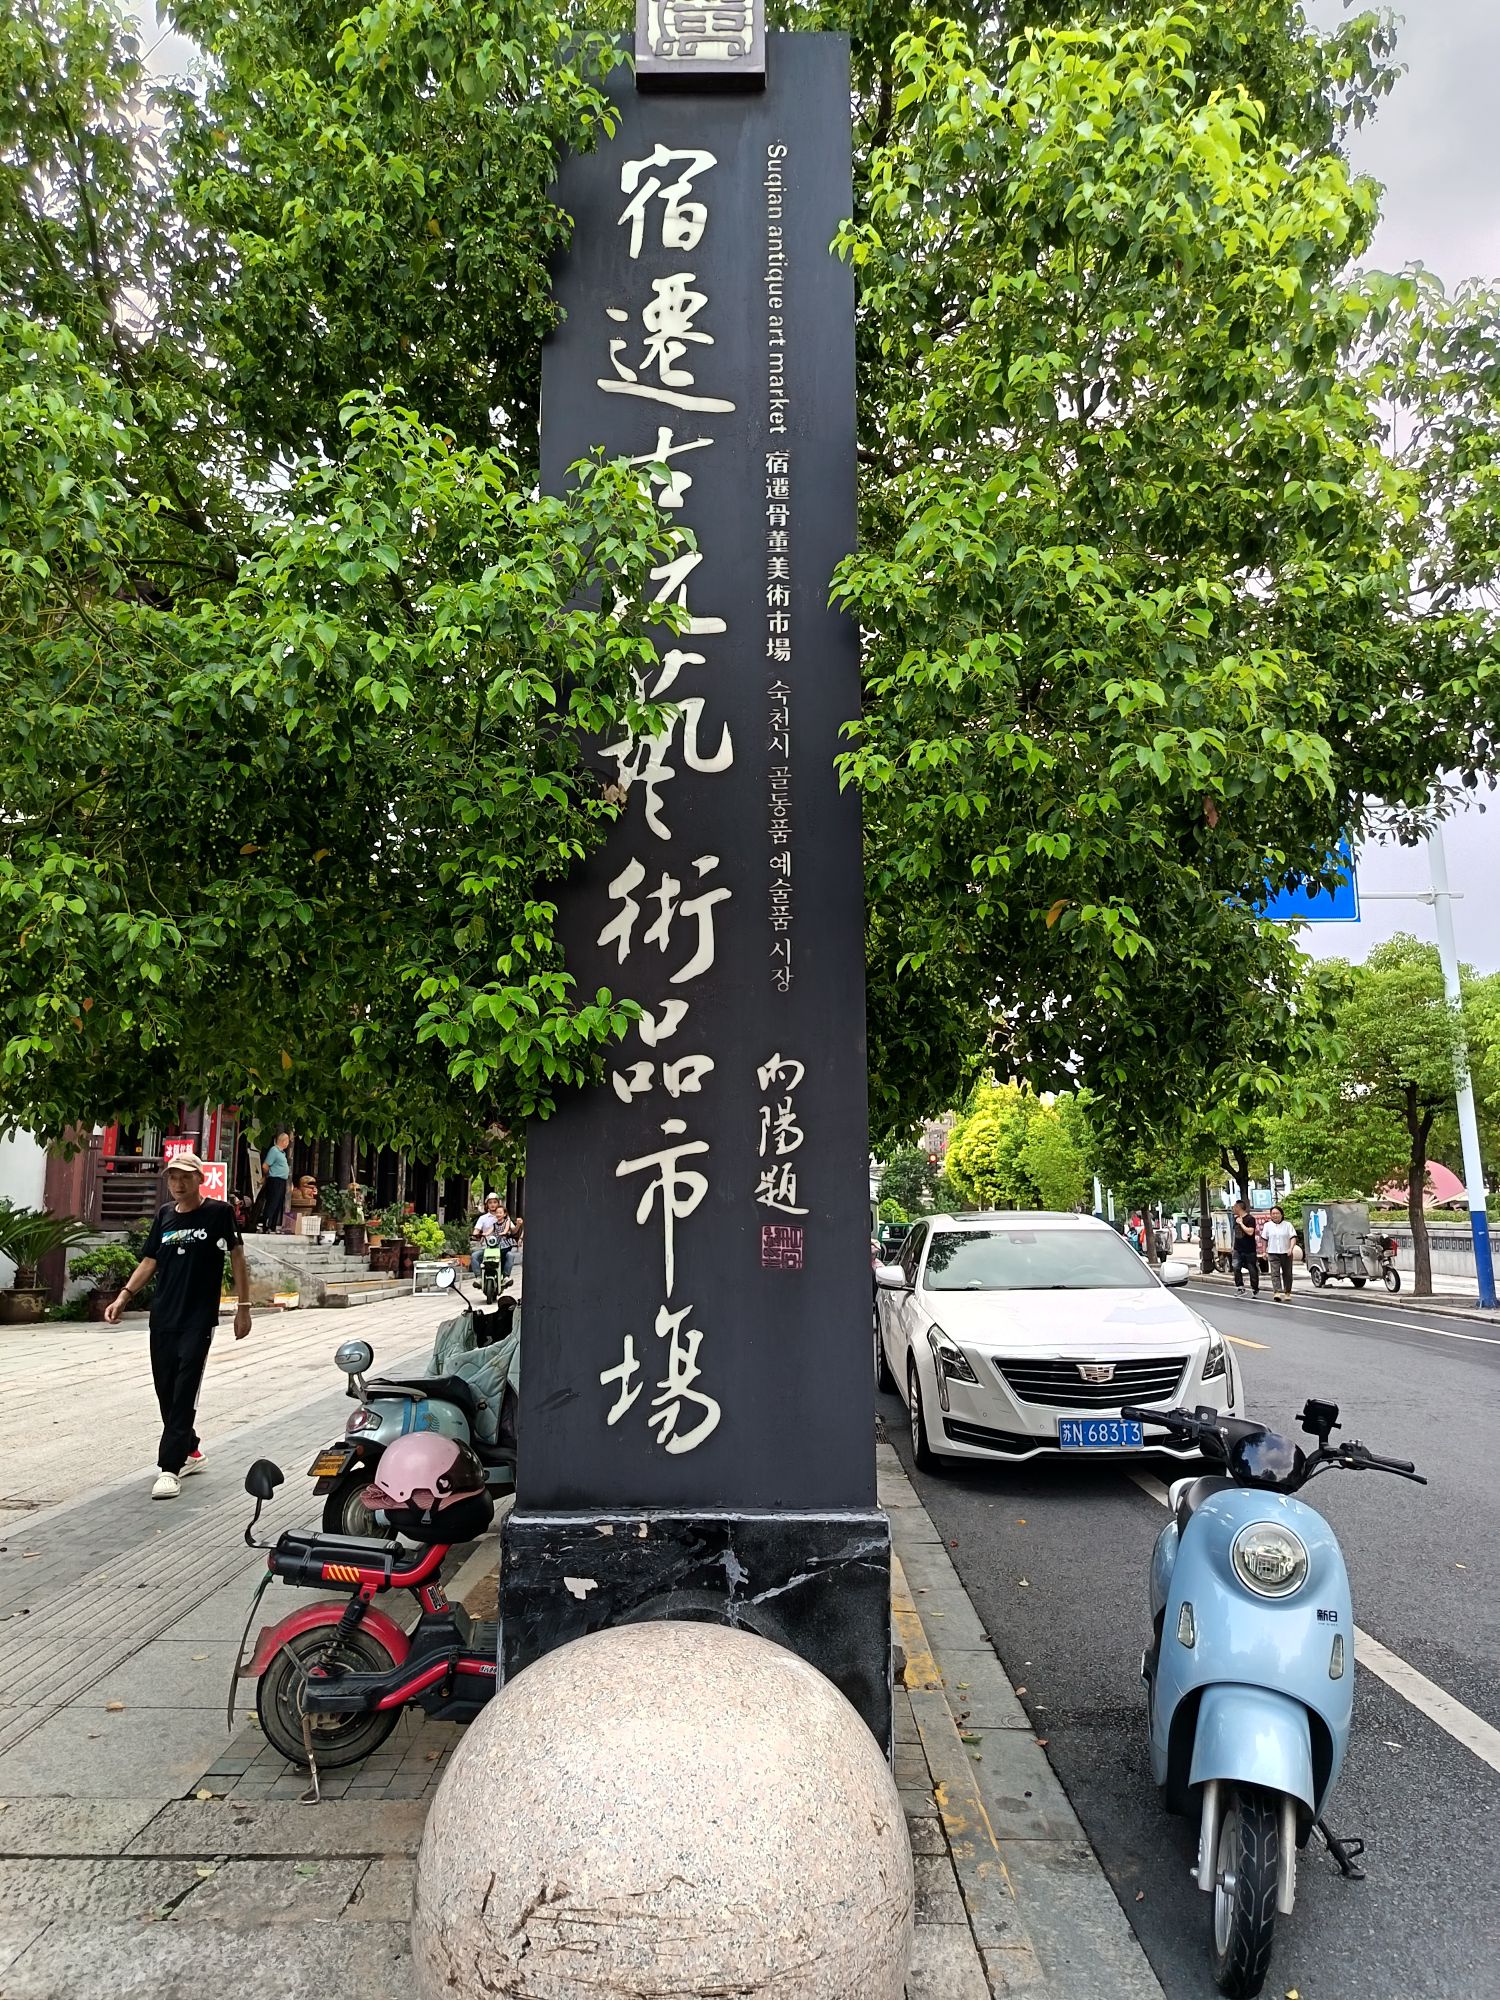 宿遷古玩藝術品市場
Suqian antique art market 宿遷骨董美術市場 숙천시 골동품 예술품 시장
向陽題
苏N·683T3
新日
水